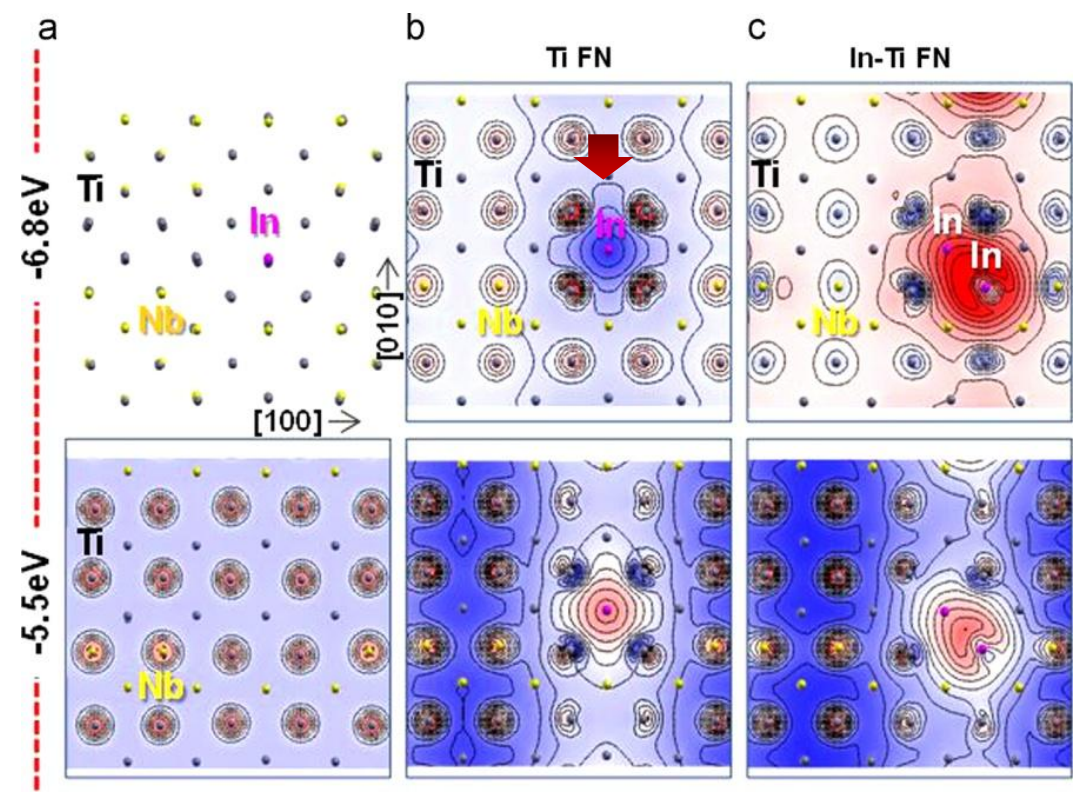 a
b
c
Ti FN
In-Ti FN
-6.8eV
Ti
In
Nb
[010]
[100]
Ti
In
Nb
Ti
In
In
Nb
-5.5eV
Ti
Nb